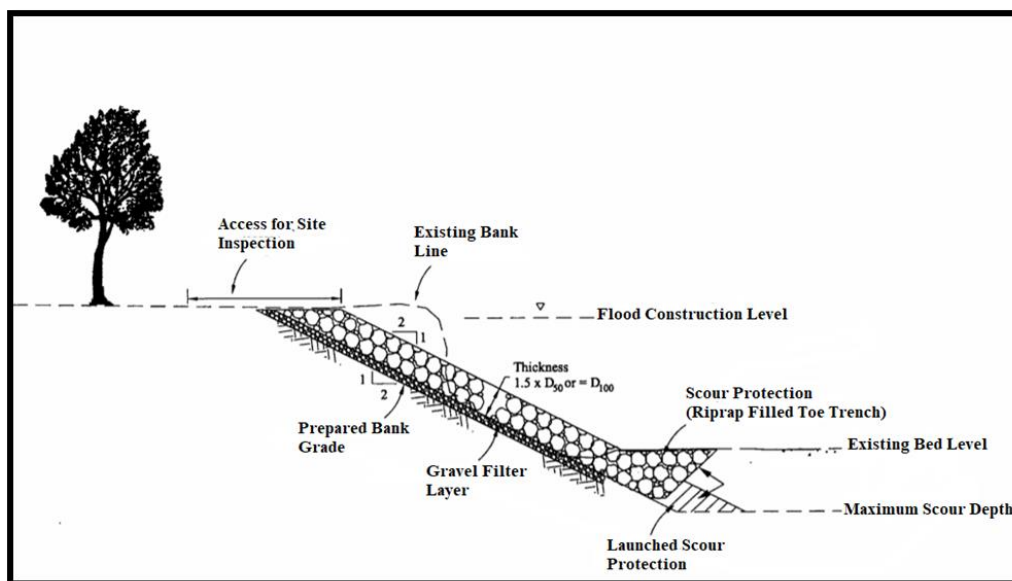 Access for Site
Inspection
Existing Bank
Line
Flood Construction Level
2
1
Thickness
1.5 x D50 or = D100
1
2
Scour Protection
(Riprap Filled Toe Trench)
Prepared Bank
Grade
Existing Bed Level
Gravel Filter
Layer
Maximum Scour Depth
Launched Scour
Protection